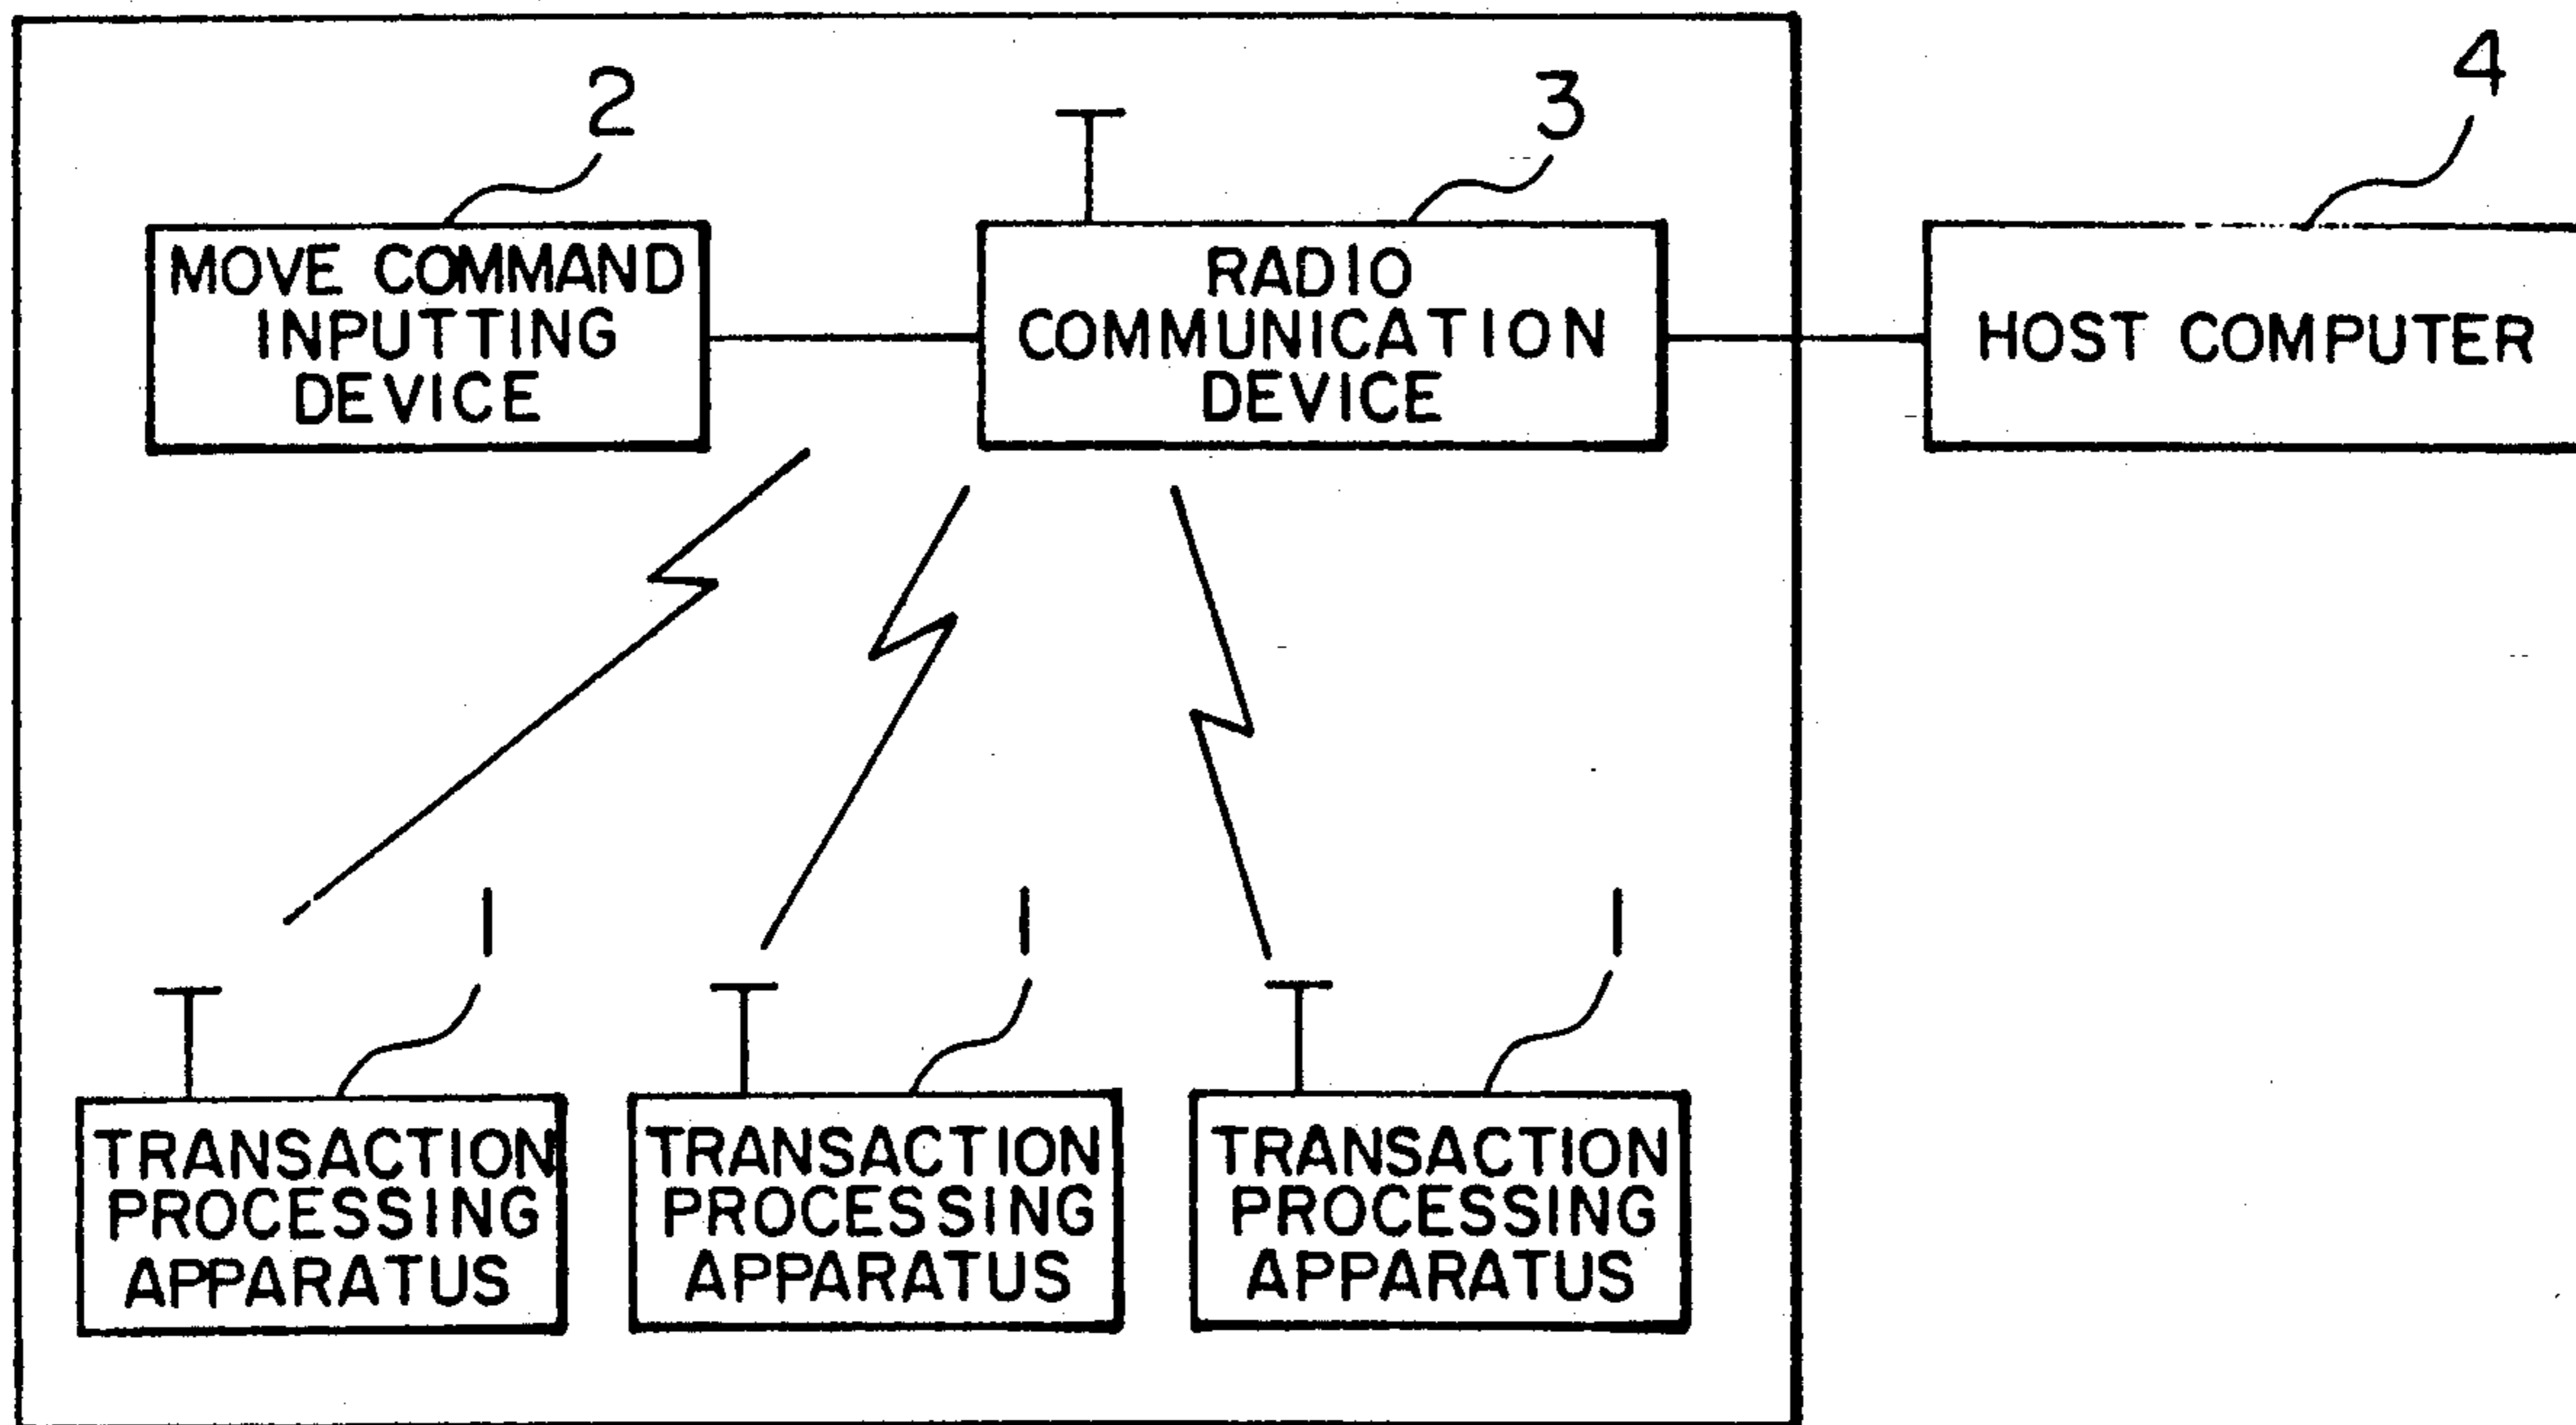 2
3
4
MOVE COMMAND
INPUTTING
DEVICE
RADIO
COMMUNICATION
DEVICE
HOST COMPUTER
1
1
1
TRANSACTION
PROCESSING
APPARATUS
TRANSACTION
PROCESSING
APPARATUS
TRANSACTION
PROCESSING
APPARATUS